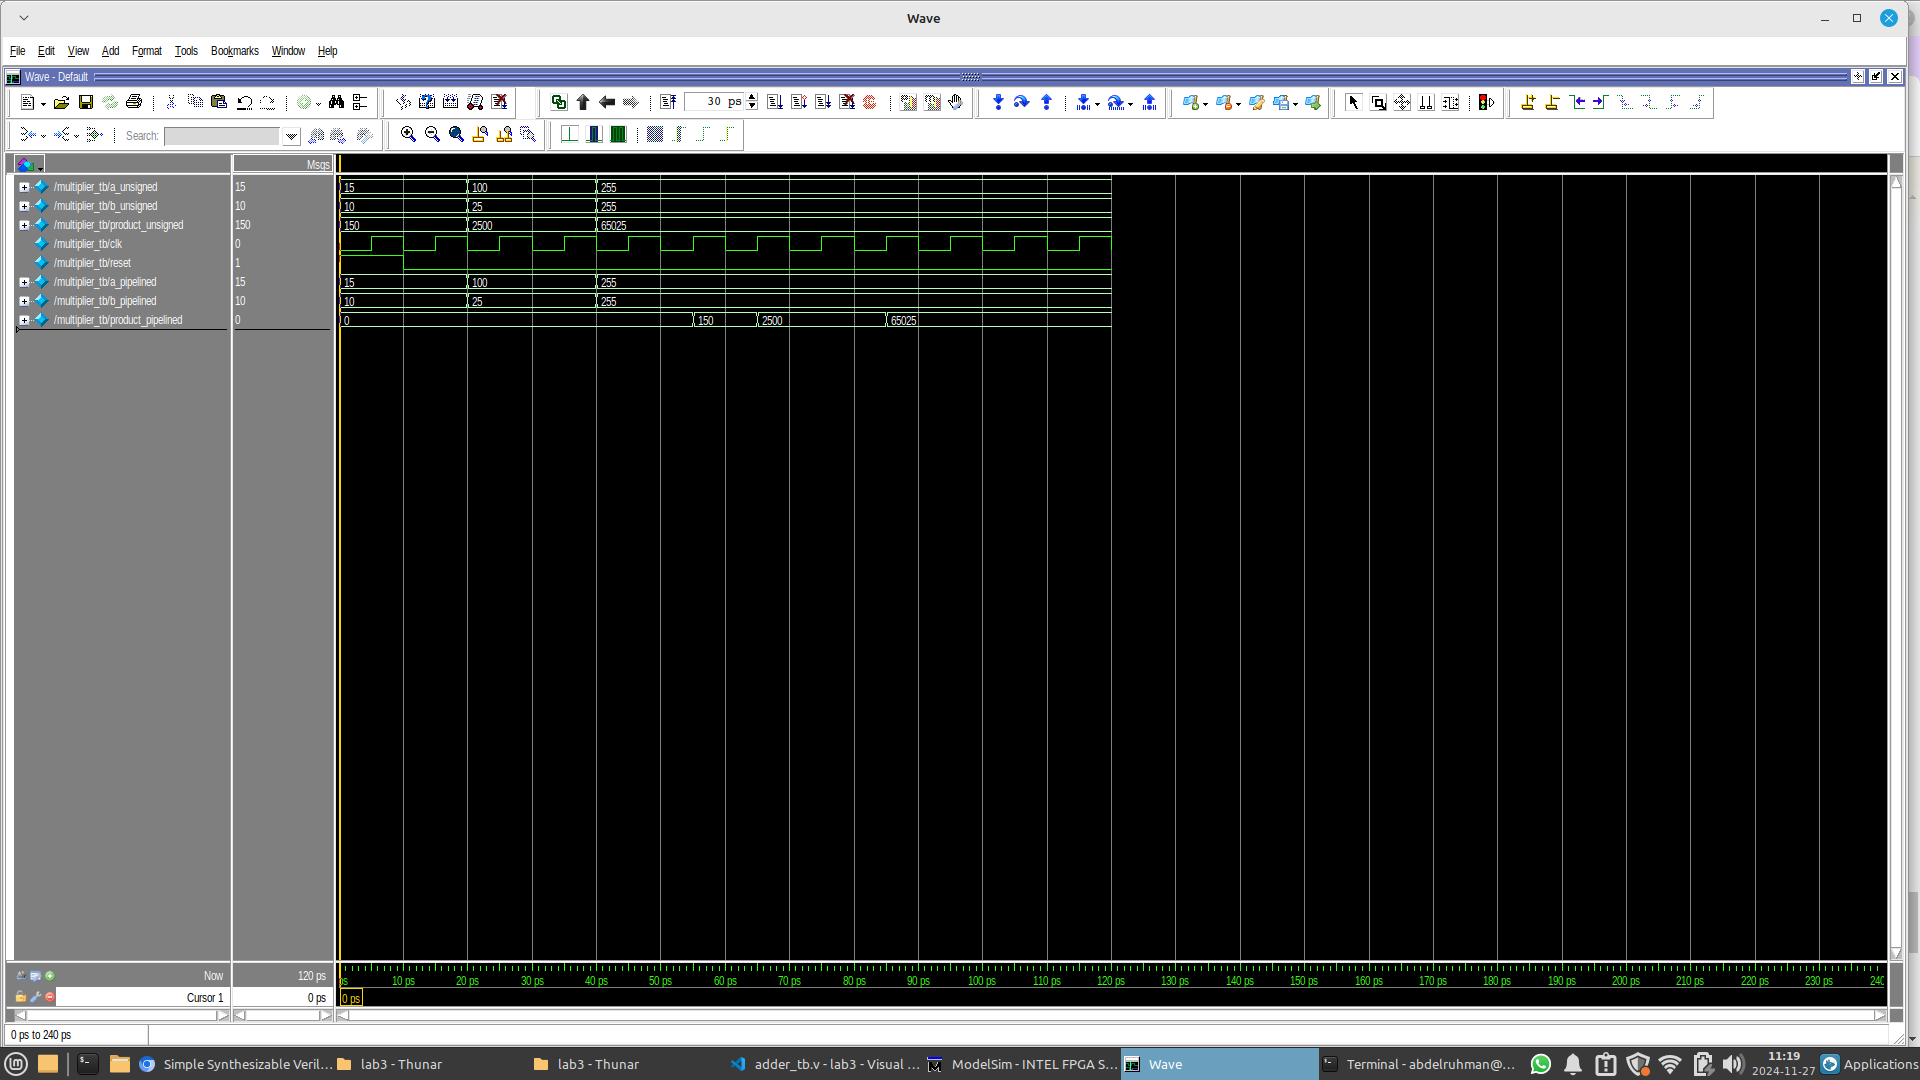 Wave
File Edit View Add Format Tools Bookmarks Window Help
Wave - Default
30 ps
Search:
Msgs
/multiplier_tb/a_unsigned 15 15 100 255
/multiplier_tb/b_unsigned 10 10 25 255
/multiplier_tb/product_unsigned 150 150 2500 65025
/multiplier_tb/clk 0
/multiplier_tb/reset 1
/multiplier_tb/a_pipelined 15 15 100 255
/multiplier_tb/b_pipelined 10 10 25 255
/multiplier_tb/product_pipelined 0 0 150 2500 65025
Now 120 ps 10 ps 20 ps 30 ps 40 ps 50 ps 60 ps 70 ps 80 ps 90 ps 100 ps 110 ps 120 ps 130 ps 140 ps 150 ps 160 ps 170 ps 180 ps 190 ps 200 ps 210 ps 220 ps 230 ps 240
Cursor 1 0 ps 0 ps
0 ps to 240 ps
Simple Synthesizable Veril... lab3 - Thunar lab3 - Thunar adder_tb.v - lab3 - Visual ... ModelSim - INTEL FPGA S... Wave Terminal - abdelruhman@... 11:19 Applications
2024-11-27